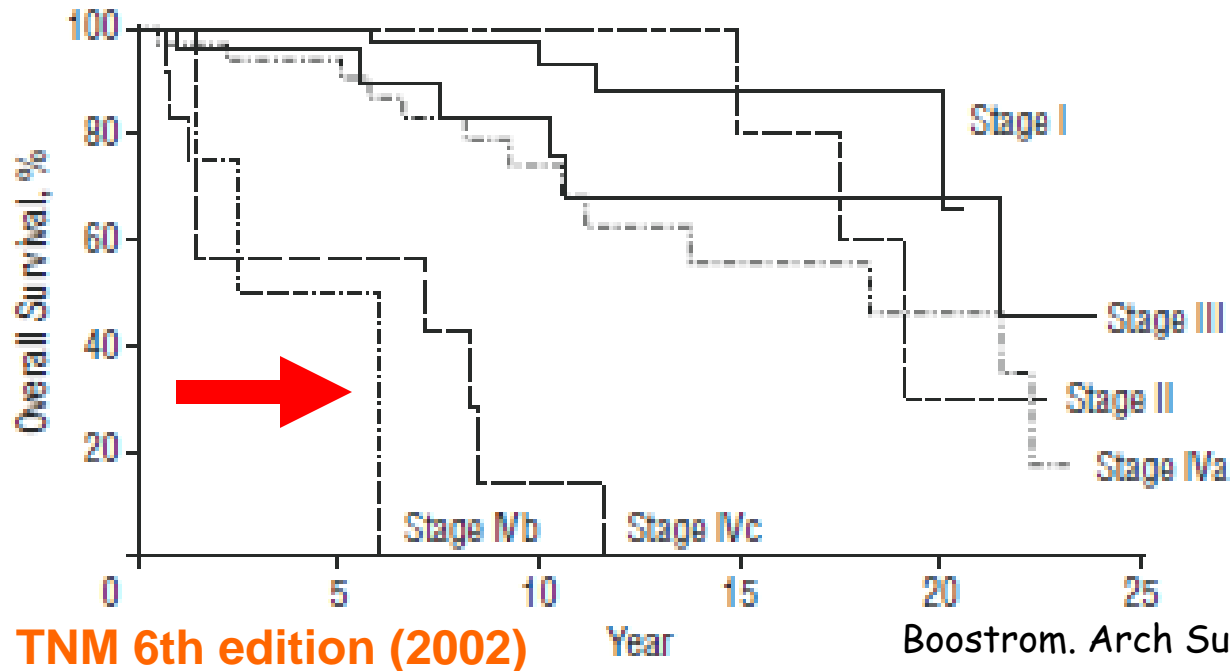 100
80
60
40
20
0
Overall Survival, %
Stage I
Stage III
Stage II
Stage IVa
Stage IVb
Stage IVc
5
10
15
20
25
Year
TNM 6th edition (2002)
Boostrom. Arch Su